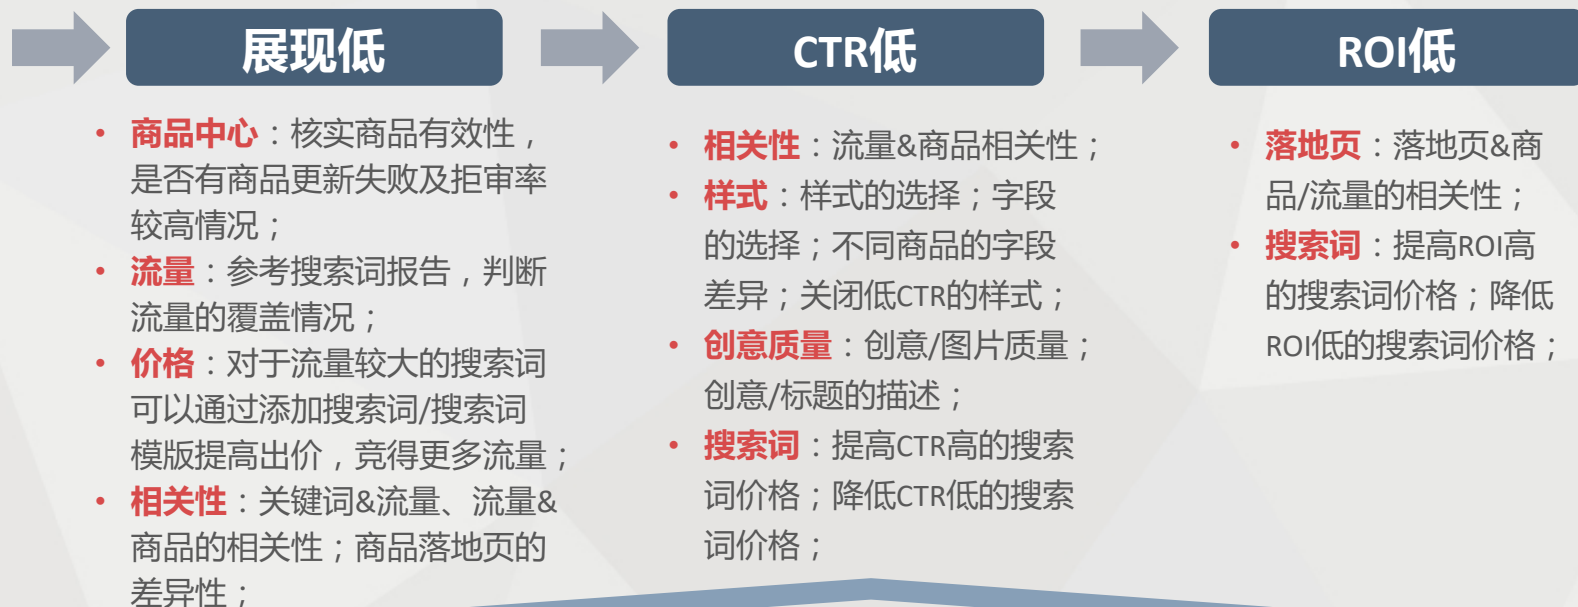 展现低
• 商品中心：核实商品有效性，
是否有商品更新失败及拒审率
较高情况；
• 流量：参考搜索词报告，判断
流量的覆盖情况；
• 价格：对于流量较大的搜索词
可以通过添加搜索词/搜索词
模版提高出价，竞得更多流量；
• 相关性：关键词&流量、流量&
商品的相关性；商品落地页的
差异性；
CTR低
• 相关性：流量&商品相关性；
• 样式：样式的选择；字段
的选择；不同商品的字段
差异；关闭低CTR的样式；
• 创意质量：创意/图片质量；
创意/标题的描述；
• 搜索词：提高CTR高的搜索
词价格；降低CTR低的搜索
词价格；
ROI低
• 落地页：落地页&商
品/流量的相关性；
• 搜索词：提高ROI高
的搜索词价格；降低
ROI低的搜索词价格；